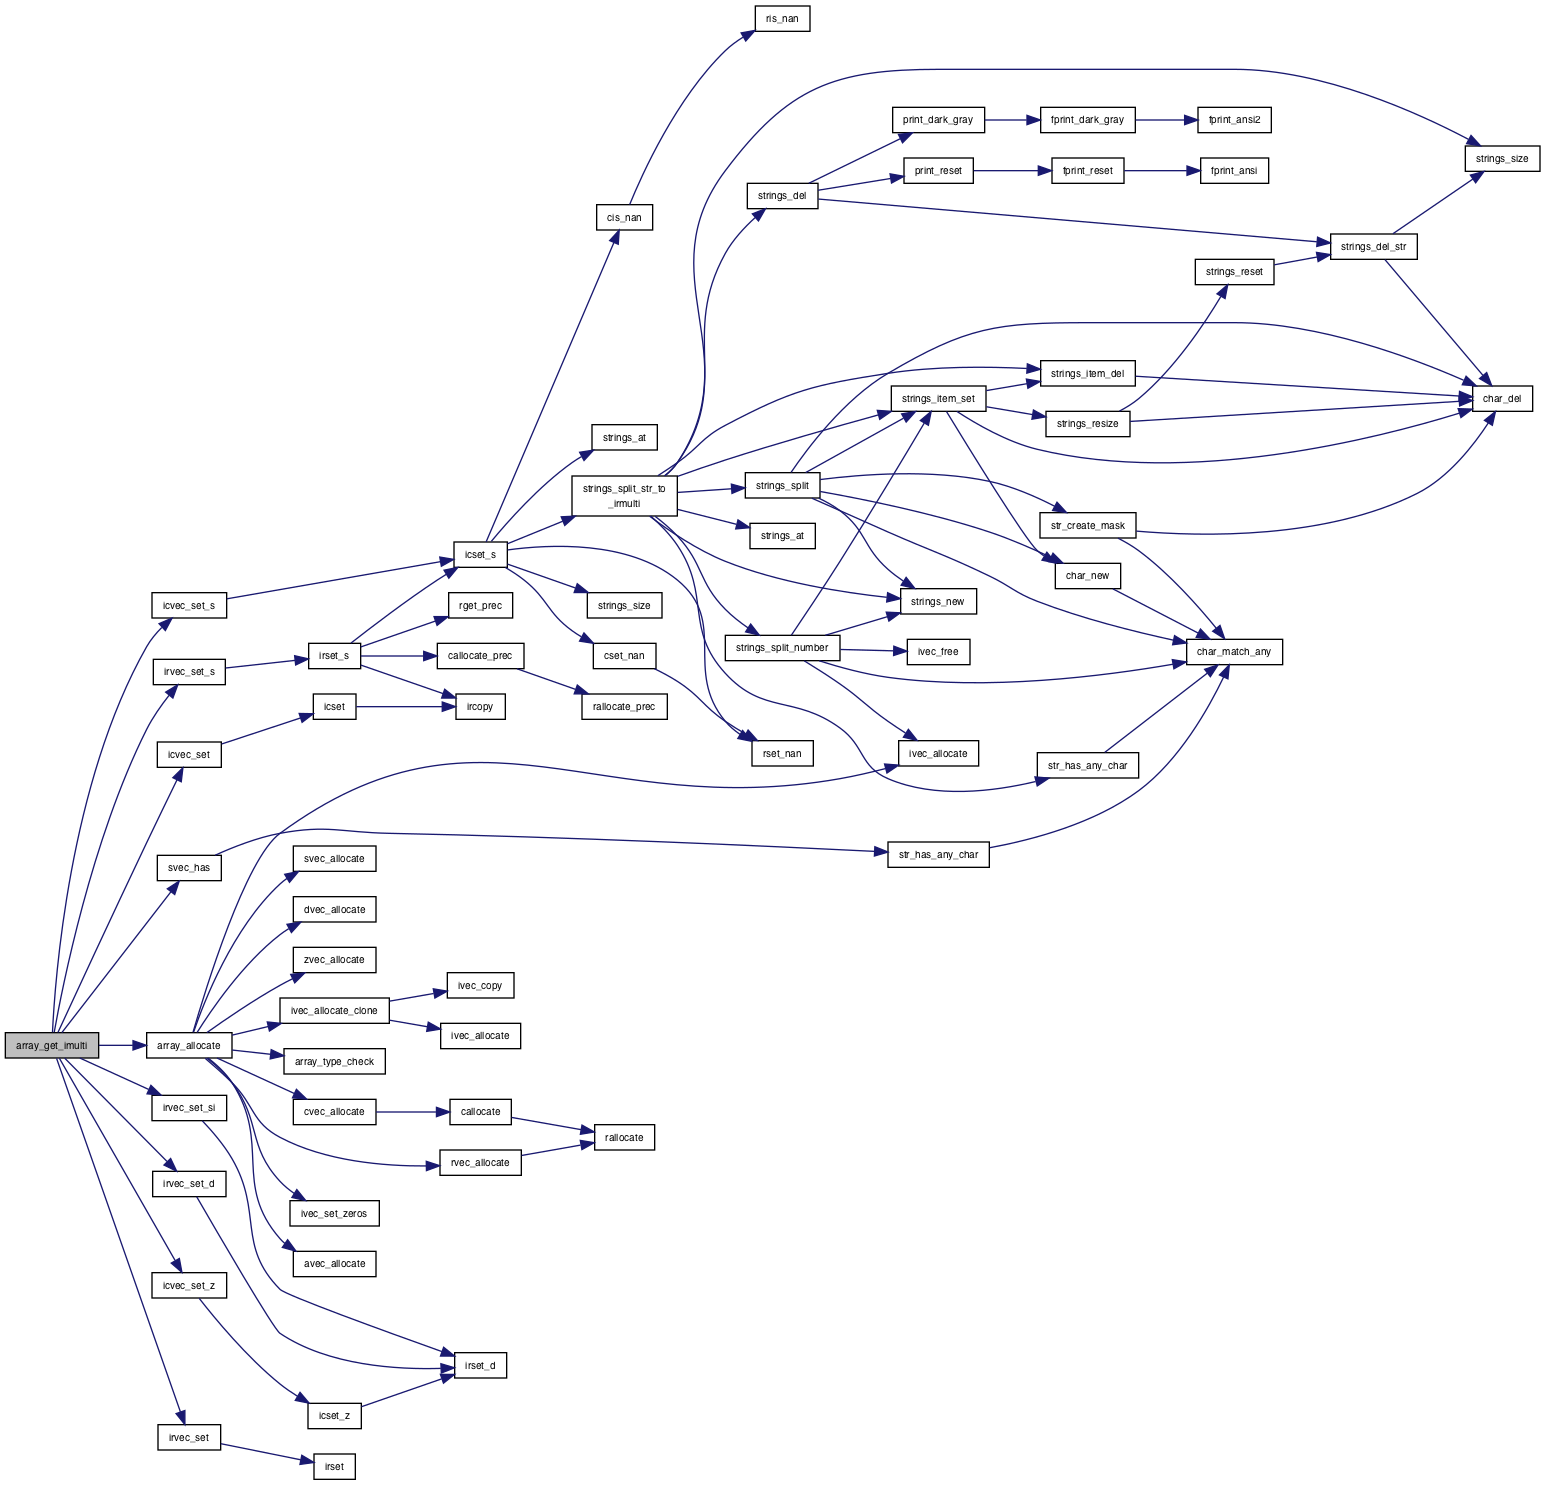 ris_nan
print_dark_gray
fprint_dark_gray
fprint_ansi2
strings_size
print_reset
fprint_reset
fprint_ansi
strings_del
cis_nan
strings_del_str
strings_reset
strings_item_del
strings_item_set
char_del
strings_resize
strings_at
strings_split
strings_split_str_to
_irmulti
str_create_mask
strings_at
icset_s
char_new
icvec_set_s
rget_prec
strings_size
strings_new
strings_split_number
ivec_free
char_match_any
irset_s
callocate_prec
cset_nan
irvec_set_s
icset
ircopy
rallocate_prec
icvec_set
rset_nan
ivec_allocate
str_has_any_char
svec_has
svec_allocate
str_has_any_char
dvec_allocate
zvec_allocate
ivec_copy
ivec_allocate_clone
ivec_allocate
array_get_imulti
array_allocate
array_type_check
irvec_set_si
cvec_allocate
callocate
rallocate
rvec_allocate
irvec_set_d
ivec_set_zeros
avec_allocate
icvec_set_z
irset_d
icset_z
irvec_set
irset